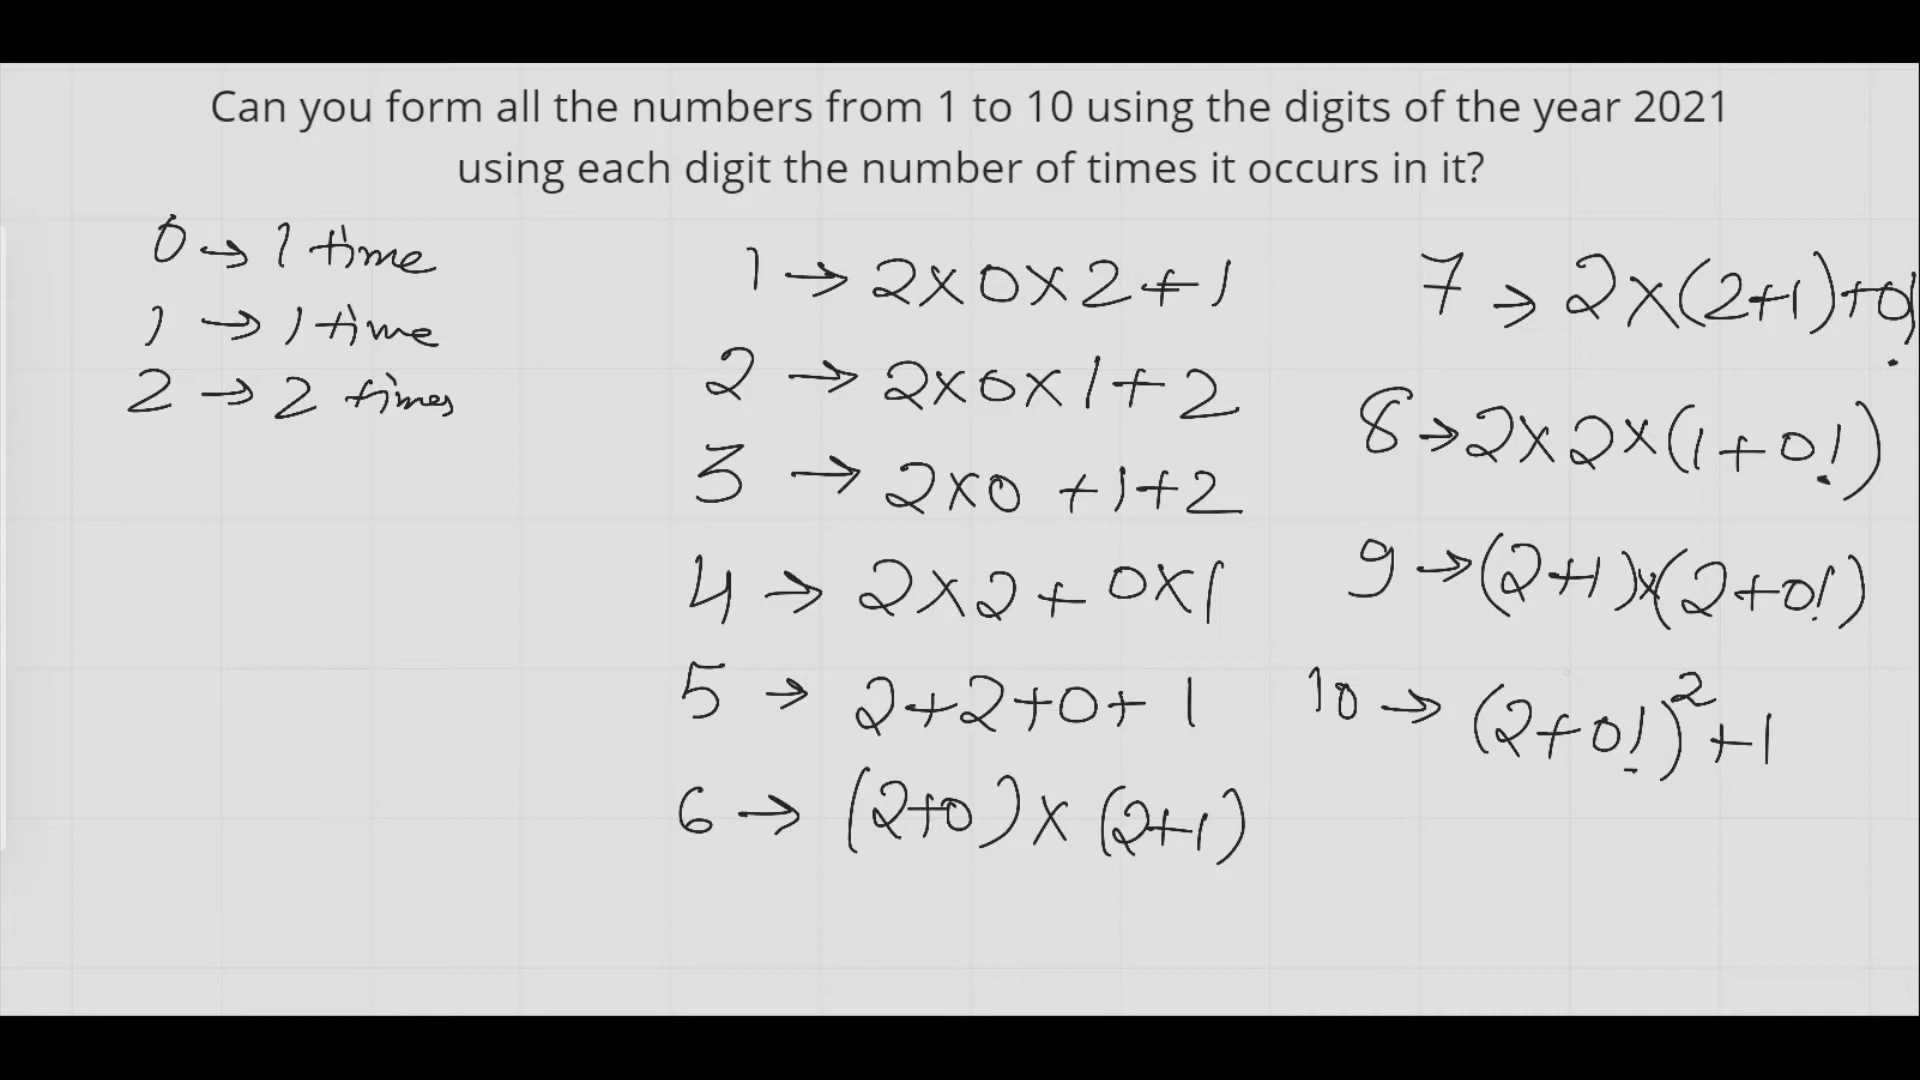 Can you form all the numbers from 1 to 10 using the digits of the year 2021
using each digit the number of times it occurs in it?
0 → 1 time
1 → 1 time
2 → 2 times
1 → 2×0×2+1
2 → 2×0×1+2
3 → 2×0+1+2
4 → 2×2+0×1
5 → 2+2+0+1
6 → (2+0)×(2+1)
7 → 2×(2+1)+0!
8 → 2×2×(1+0!)
9 → (2+1)×(2+0!)
10 → (2+0!)²+1